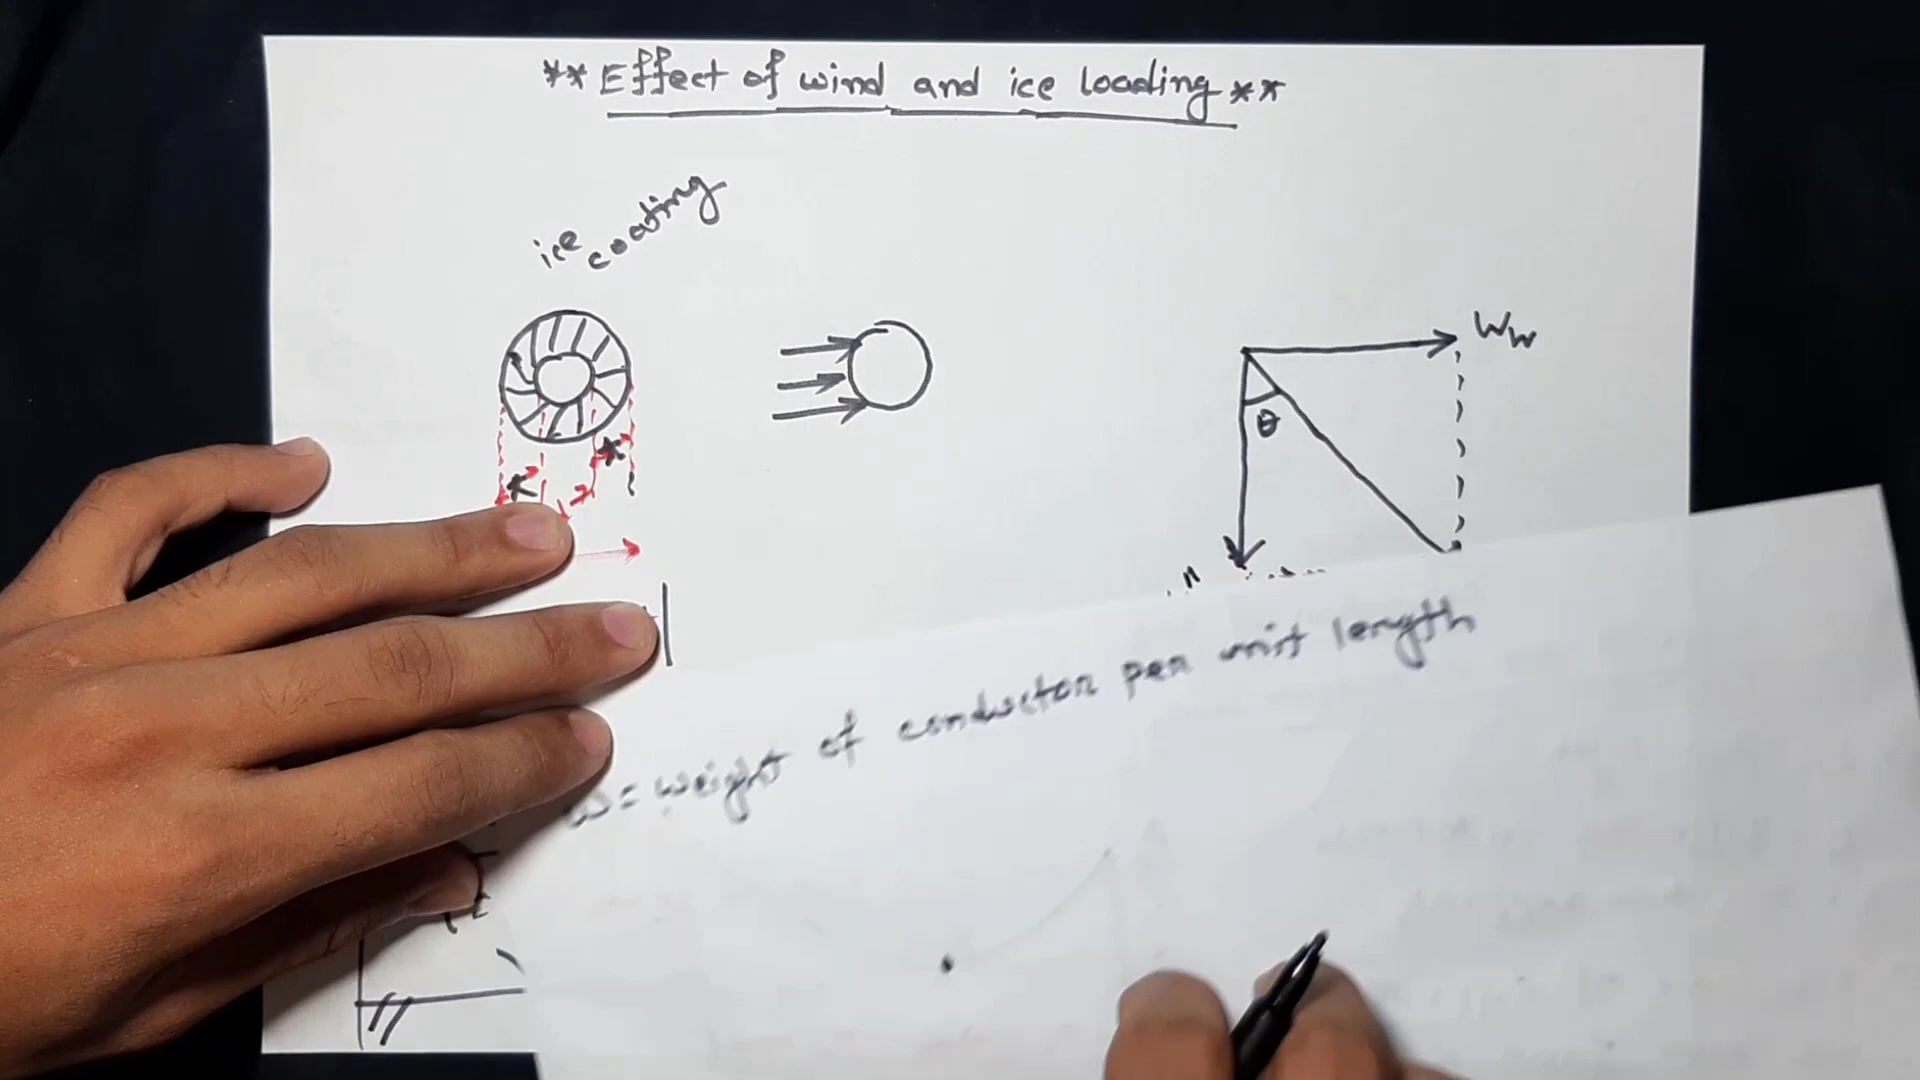 ** Effect of wind and ice loading **
ice coating
Ww
θ
w = weight of conductor per unit length